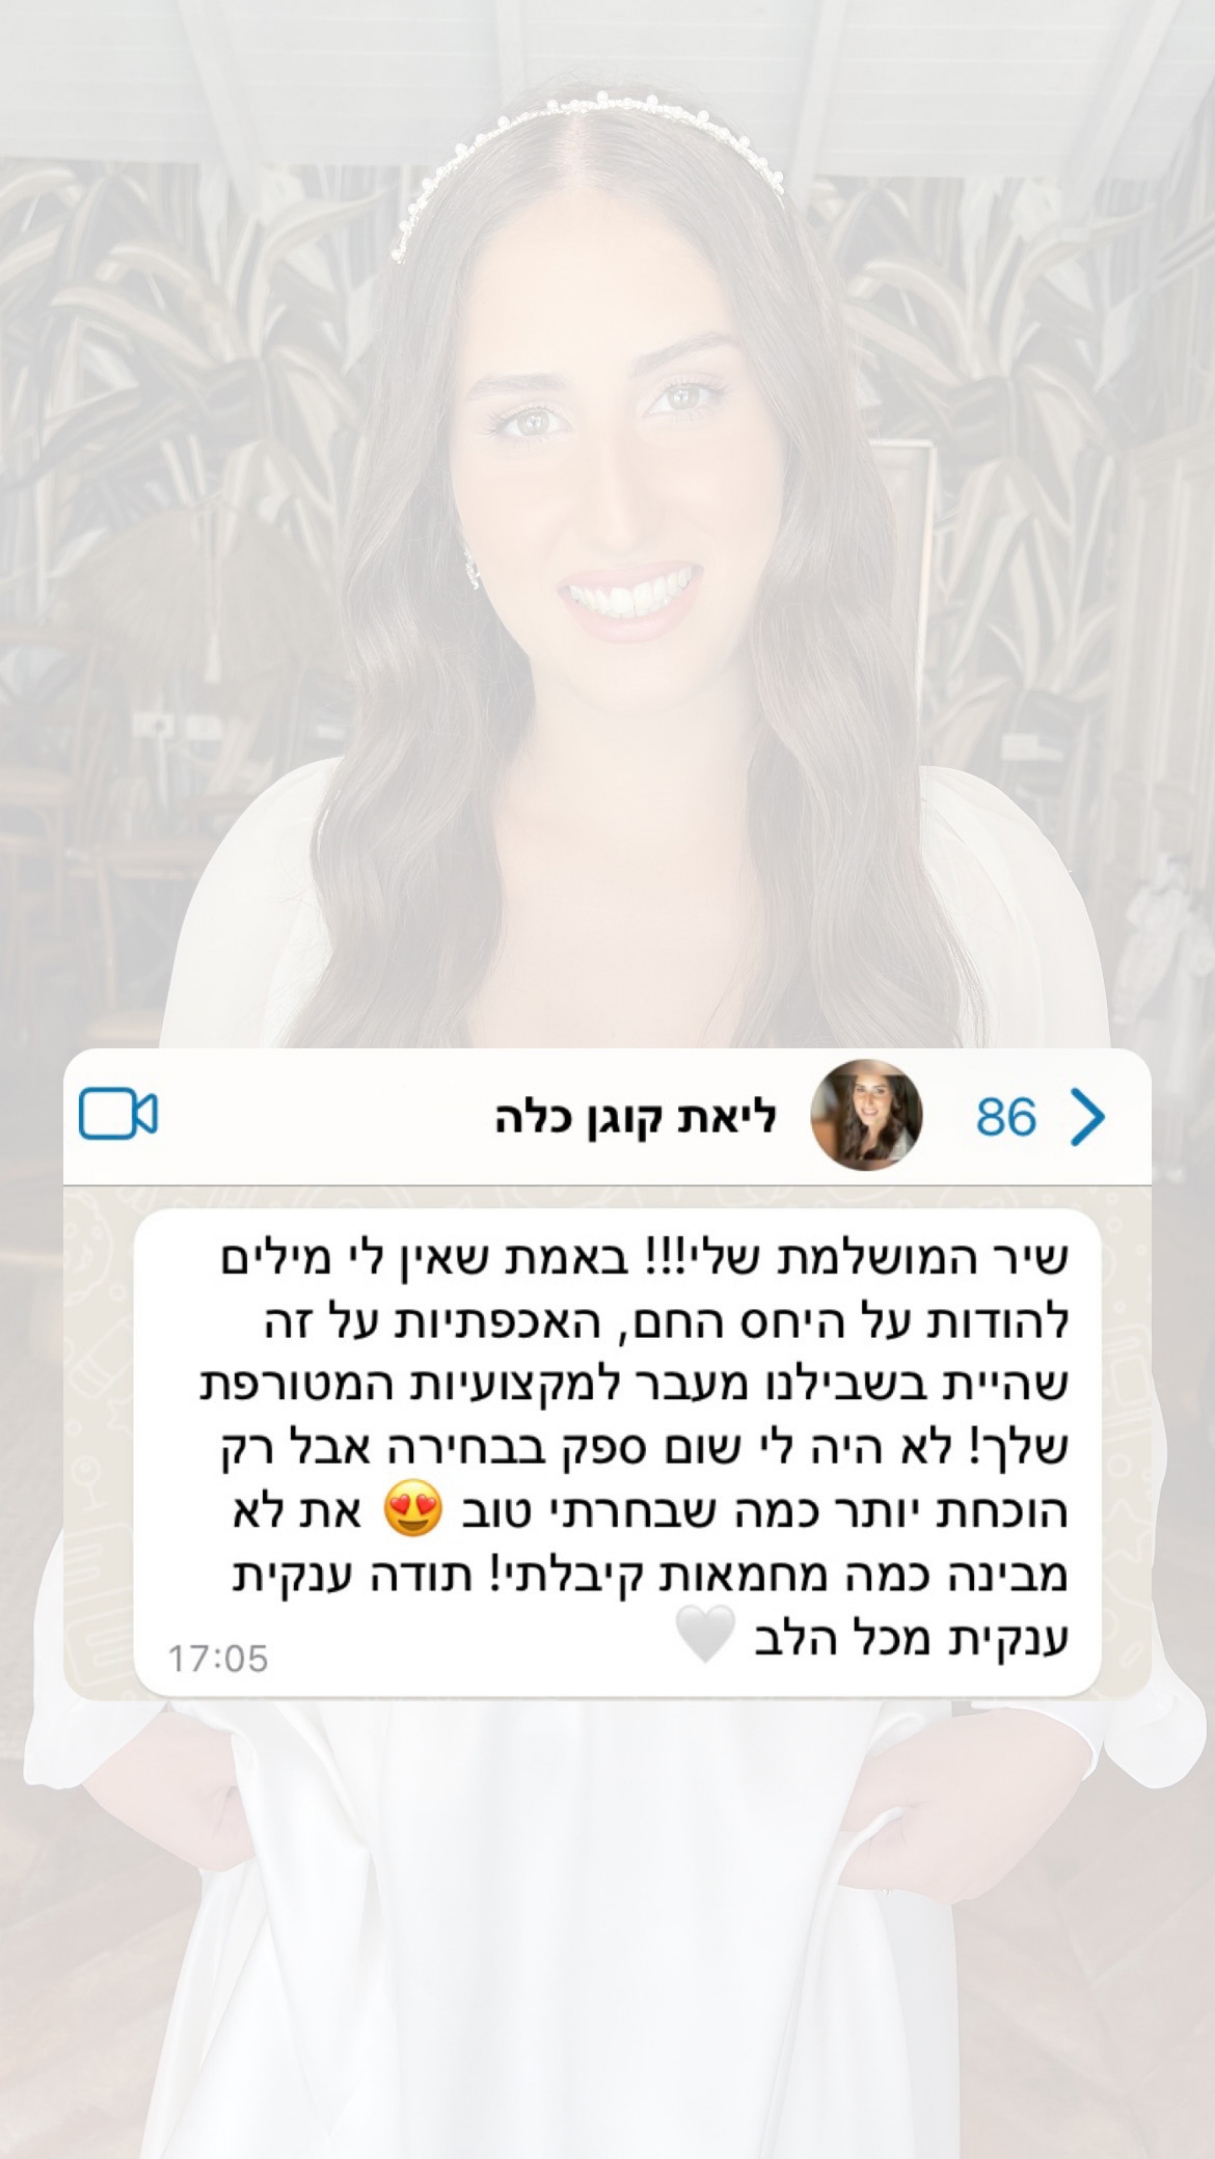 86
ליאת קוגן כלה
שיר המושלמת שלי!!! באמת שאין לי מילים
להודות על היחס החם, האכפתיות על זה
שהיית בשבילנו מעבר למקצועיות המטורפת
שלך! לא היה לי שום ספק בבחירה אבל רק
הוכחת יותר כמה שבחרתי טוב 😍 את לא
מבינה כמה מחמאות קיבלתי! תודה ענקית
ענקית מכל הלב 🤍
17:05